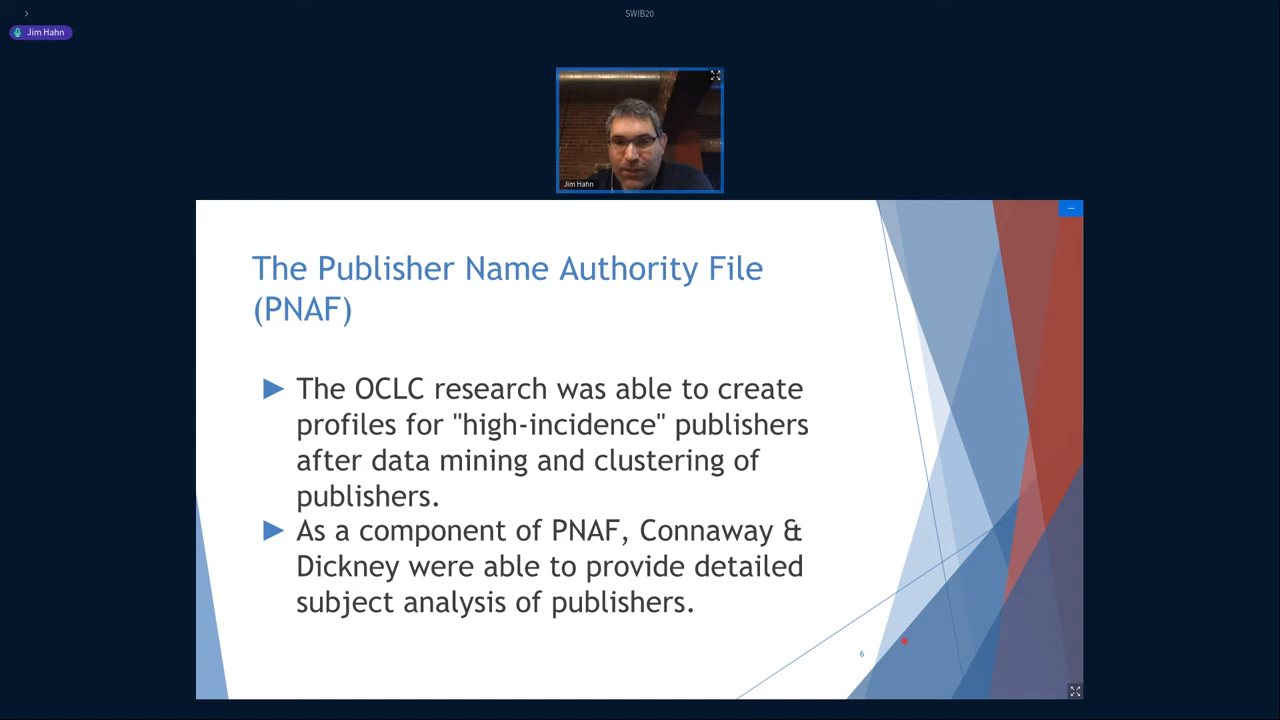 SWIB20
Jim Hahn
Jim Hahn
The Publisher Name Authority File
(PNAF)
The OCLC research was able to create
profiles for "high-incidence" publishers
after data mining and clustering of
publishers.
As a component of PNAF, Connaway &
Dickney were able to provide detailed
subject analysis of publishers.
6